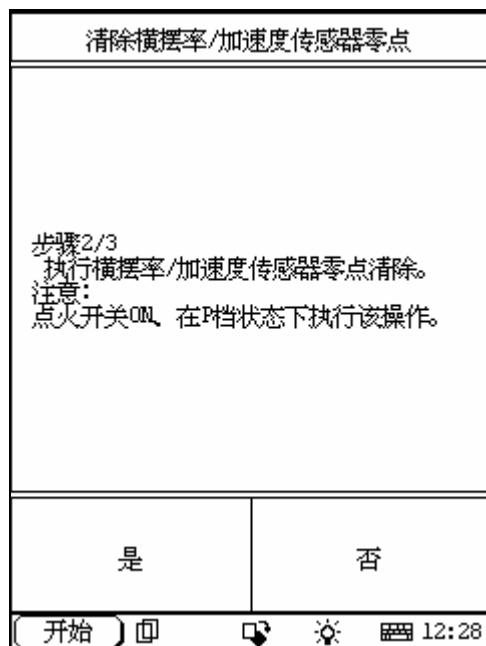 清除横摆率/加速度传感器零点
步骤2/3
执行横摆率/加速度传感器零点清除。
注意:
点火开关ON、在P档状态下执行该操作。
是
否
开始
12:28